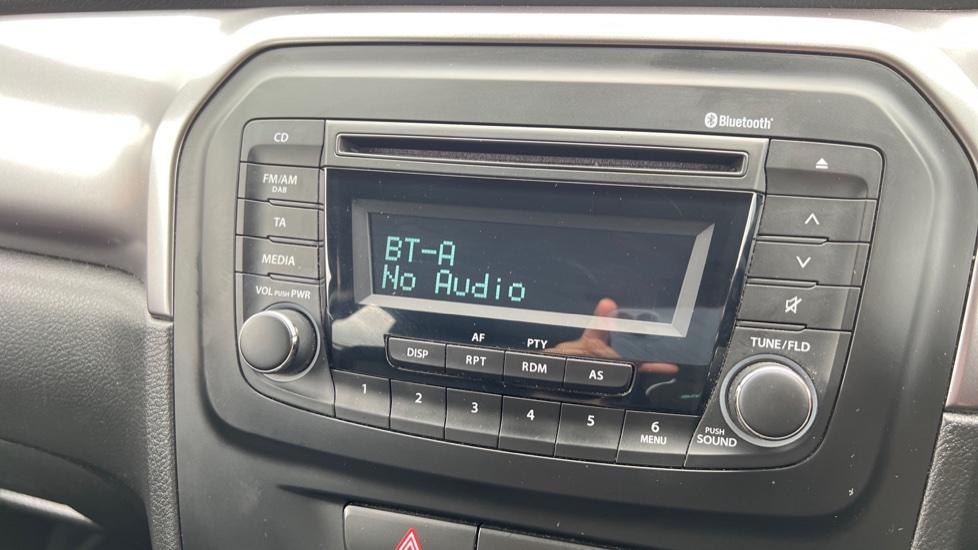 Bluetooth
CD
FM/AM
DAB
TA
MEDIA
VOL PUSH PWR
BT-A
No Audio
AF
PTY
DISP
RPT
RDM
AS
1
2
3
4
5
6
MENU
TUNE/FLD
PUSH
SOUND